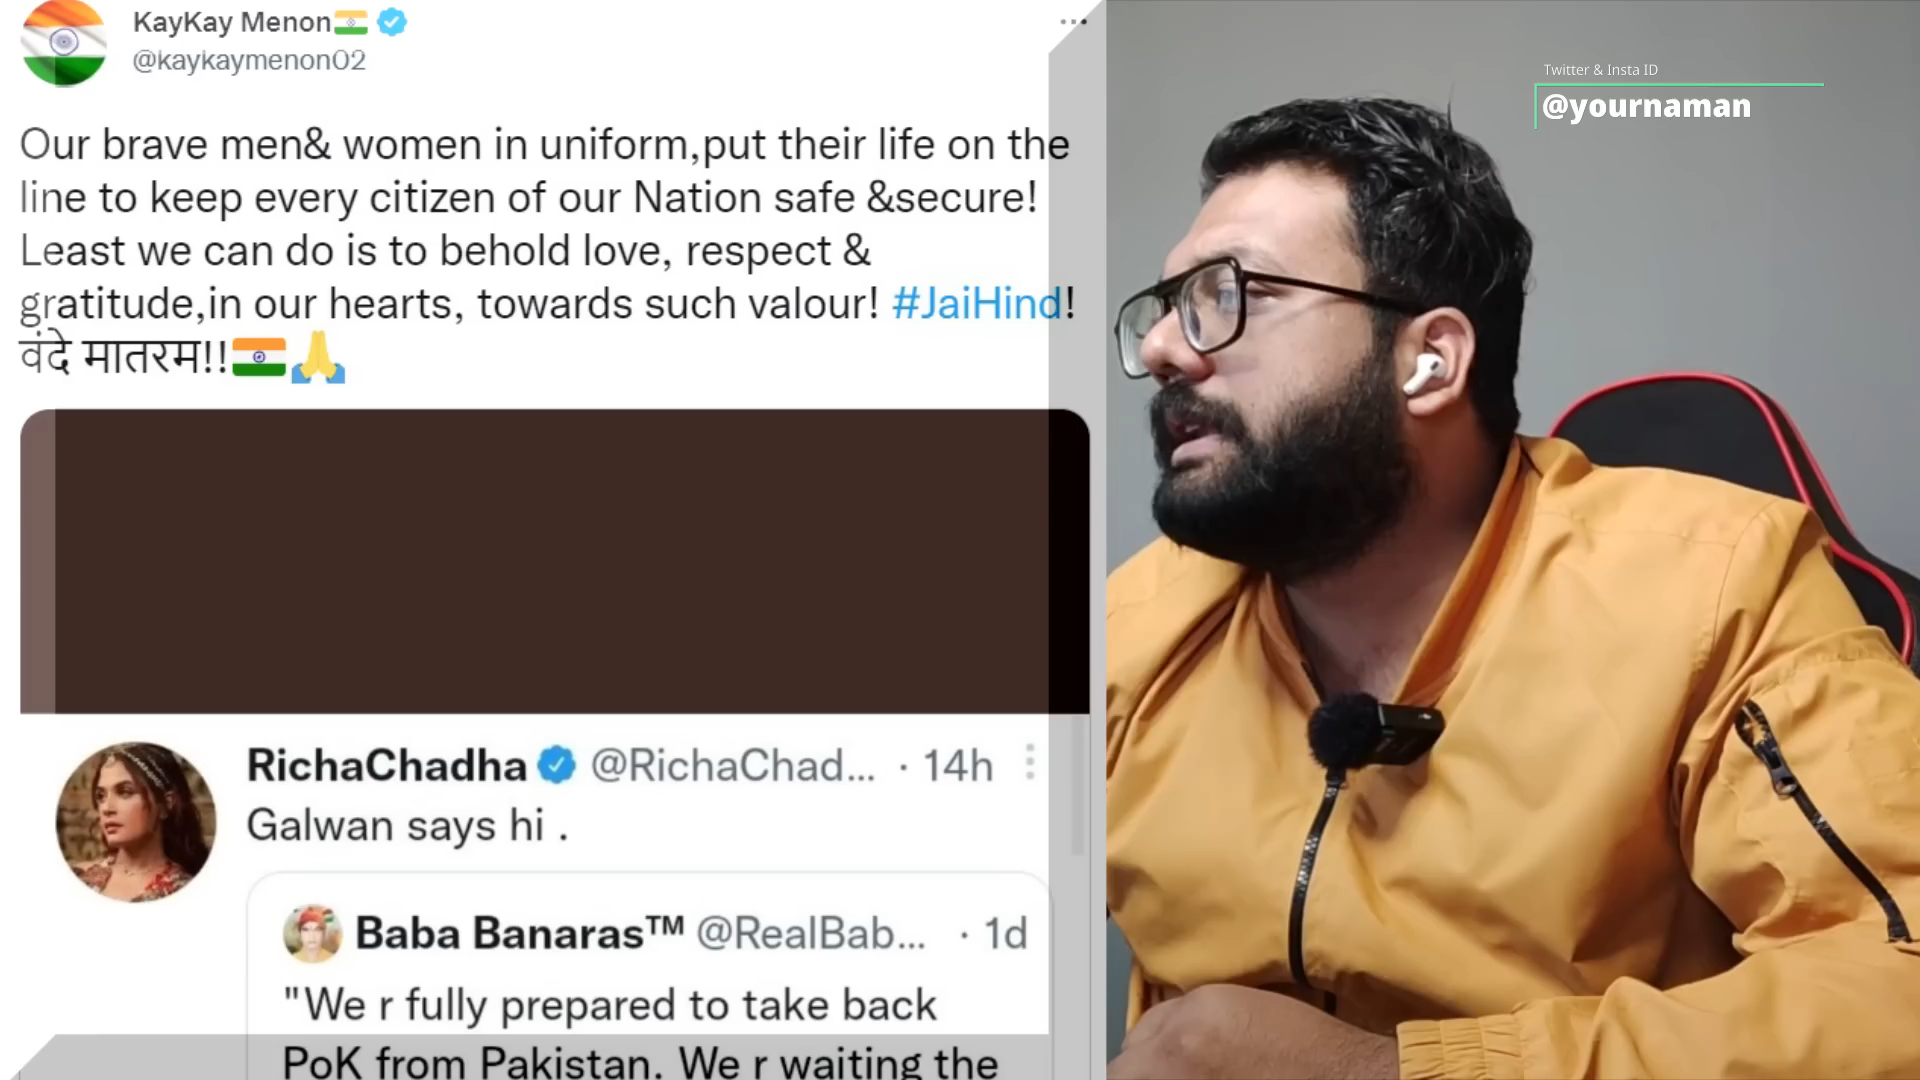 KayKay Menon🇮🇳
@kaykaymenon02
Our brave men& women in uniform,put their life on the
line to keep every citizen of our Nation safe &secure!
Least we can do is to behold love, respect &
gratitude,in our hearts, towards such valour! #JaiHind!
वंदे मातरम!!🇮🇳🙏
RichaChadha @RichaChad... · 14h
Galwan says hi .
Baba Banaras™ @RealBab... · 1d
"We r fully prepared to take back
PoK from Pakistan. We r waiting the
Twitter & Insta ID
@yournaman